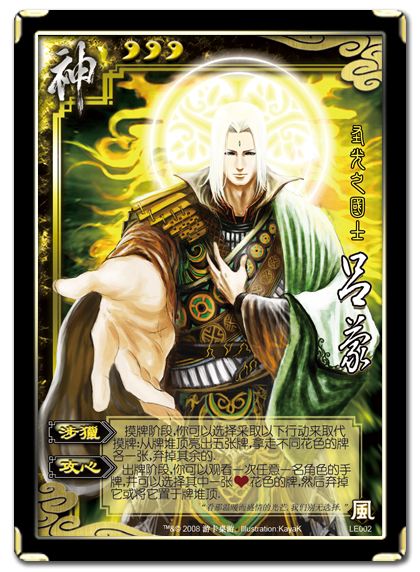 神
圣光之国士
吕蒙
涉猎
摸牌阶段,你可以选择采取以下行动来取代
摸牌:从牌堆顶亮出五张牌,拿走不同花色的牌
各一张,弃掉其余的.
攻心
出牌阶段,你可以观看一次任意一名角色的手
牌,并可以选择其中一张❤花色的牌,然后弃掉
它或将它置于牌堆顶.
"看那温暖而感情的光芒,我们别无选择."
風
™&© 2008 游卡桌游_ Illustration:KayaK
LE002